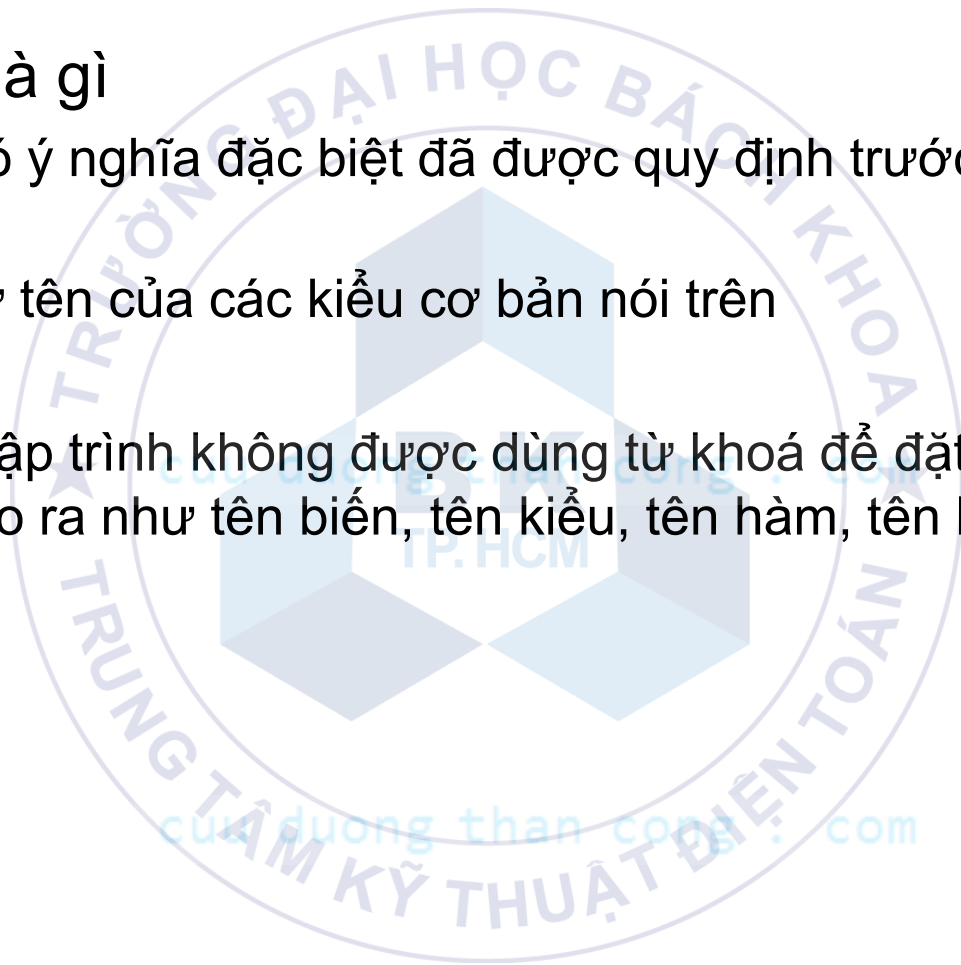 à gì
ó ý nghĩa đặc biệt đã được quy định trước
tên của các kiểu cơ bản nói trên
ập trình không được dùng từ khoá để đặt
o ra như tên biến, tên kiểu, tên hàm, tên
TRƯỜNG ĐẠI HỌC BÁCH KHOA
BK
TP.HCM
TRUNG TÂM KỸ THUẬT ĐIỆN TOÁN
cuu duong than cong . com
cuu duong than cong . com